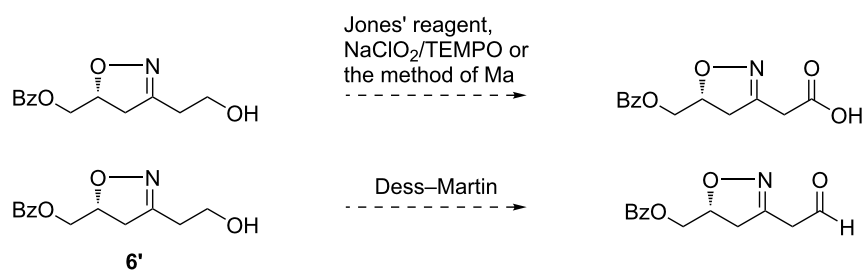 Jones' reagent,
NaClO2/TEMPO or
the method of Ma
O N
BzO
OH
O N
BzO
O
OH
Dess–Martin
O N
BzO
OH
6'
O N
BzO
O
H